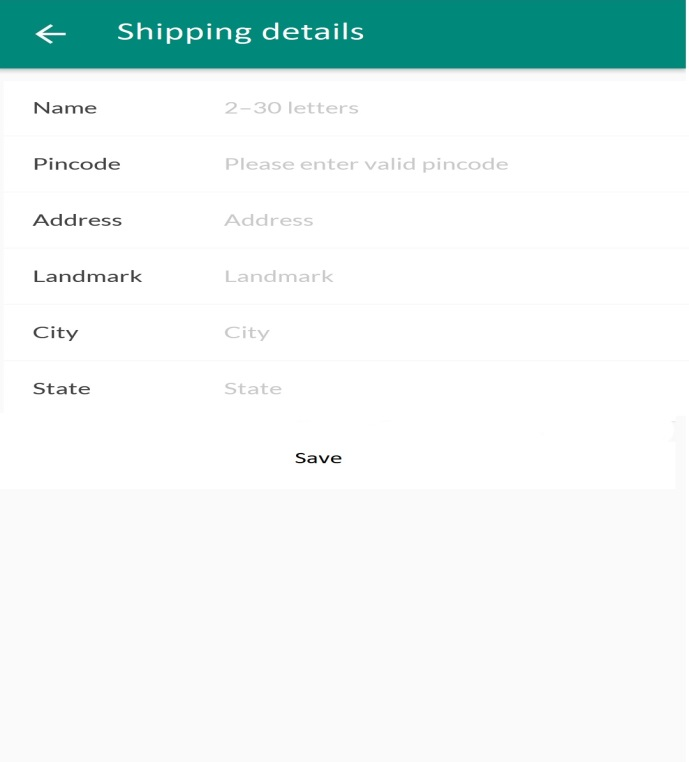 Shipping details
Name 2-30 letters
Pincode Please enter valid pincode
Address Address
Landmark Landmark
City City
State State
Save